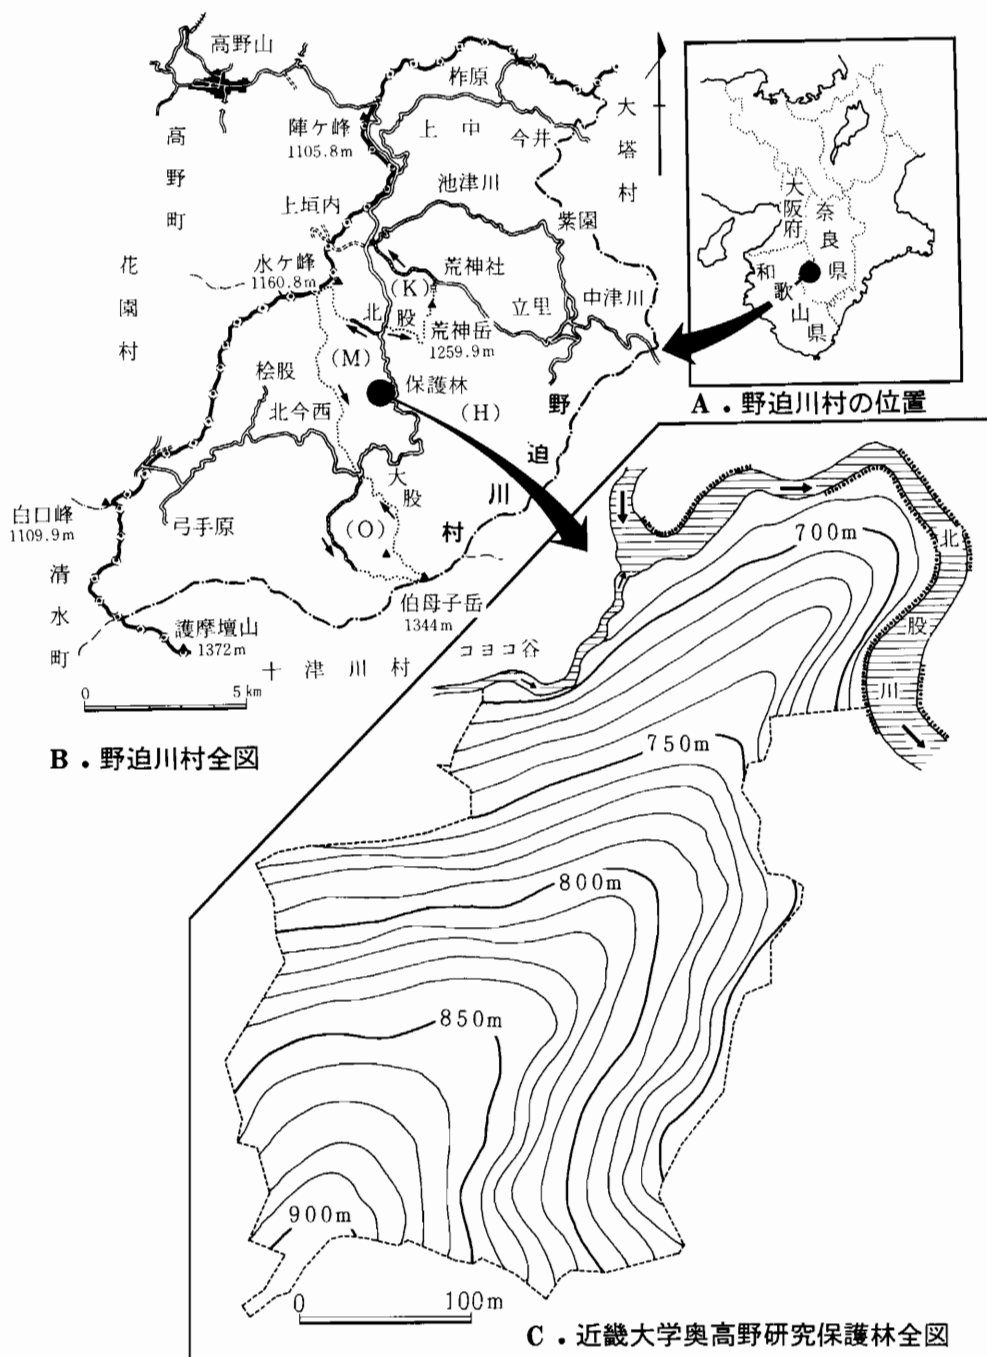 高野山
柞原
陣ケ峰
1105.8m
上中
今井
大塔村
高野町
池津川
上垣内
紫園
花園村
水ケ峰
1160.8m
荒神社
(K)
北股
立里
中津川
荒神岳
1259.9m
(M)
桧股
保護林
北今西
(H)
野迫川村
大股
白口峰
1109.9m
弓手原
(O)
清水町
伯母子岳
1344m
護摩壇山
1372m
十津川村
0 5km
B.野迫川村全図
大阪府
奈良県
和歌山県
A.野迫川村の位置
700m
北股川
コヨコ谷
750m
800m
850m
900m
0 100m
C.近畿大学奥高野研究保護林全図